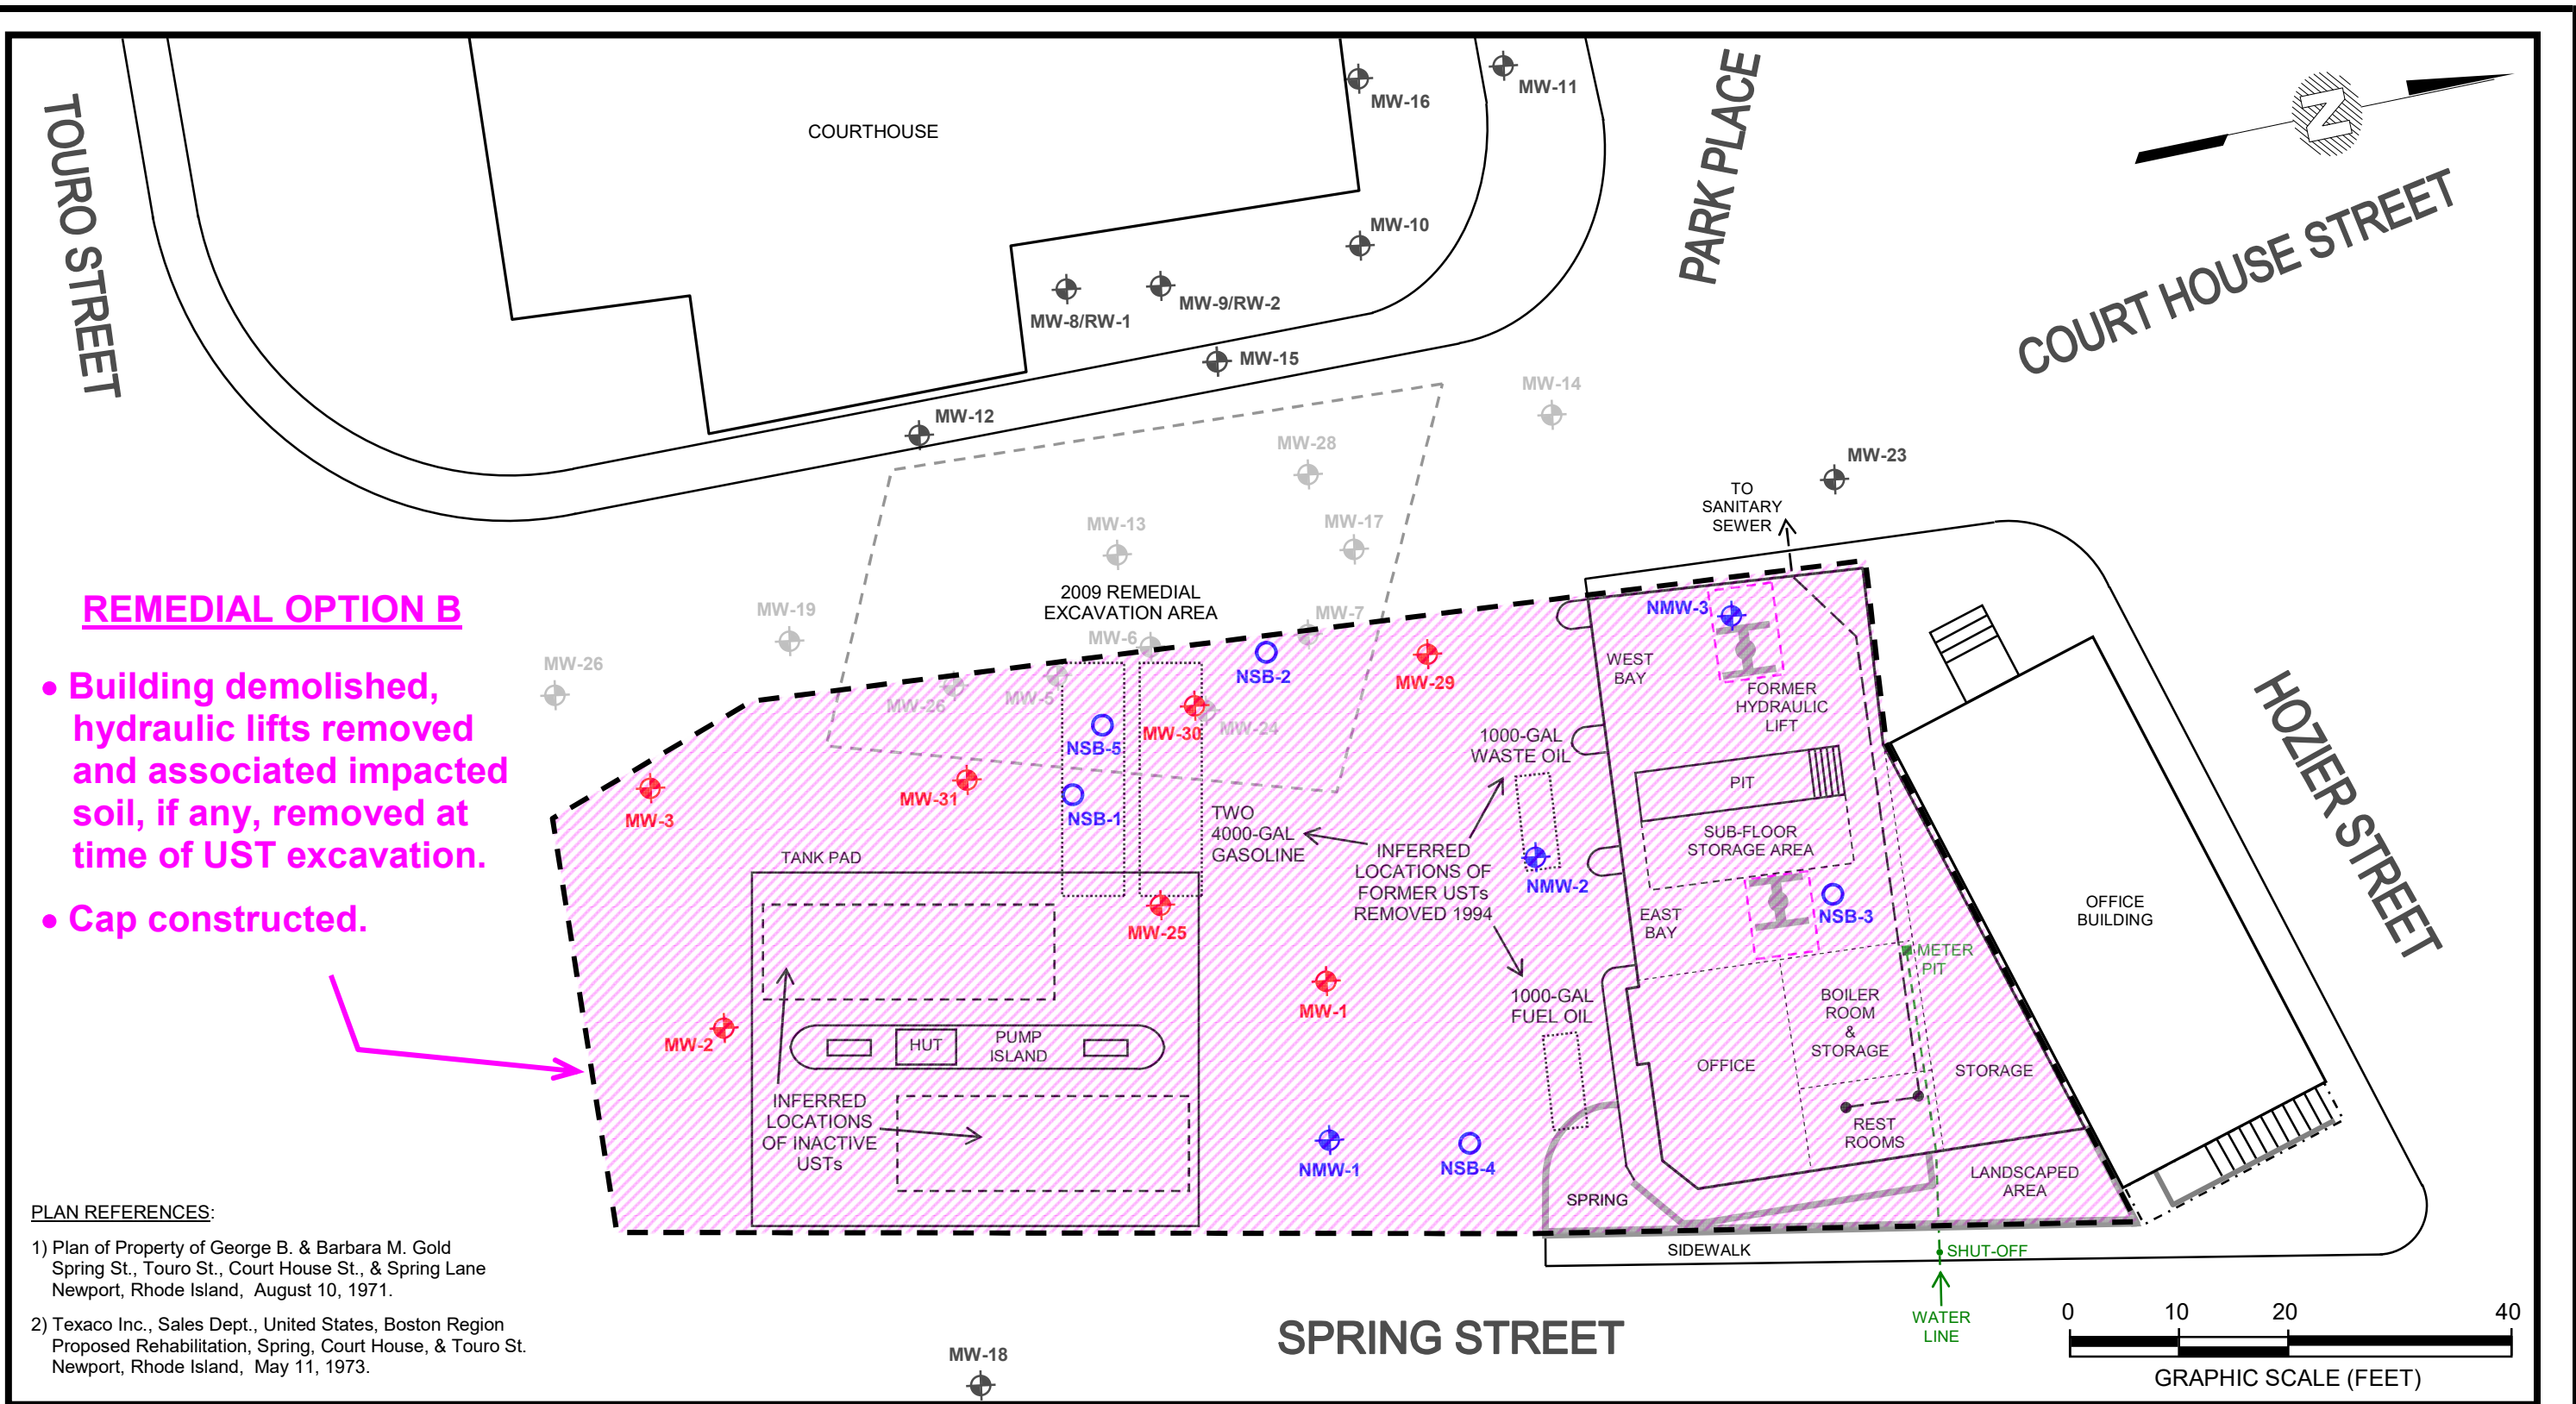 TOURO STREET
COURTHOUSE
MW-16
MW-11
PARK PLACE
N
COURT HOUSE STREET
MW-10
MW-8/RW-1
MW-9/RW-2
MW-15
MW-12
MW-14
MW-28
MW-23
MW-13
MW-17
TO
SANITARY
SEWER
2009 REMEDIAL
EXCAVATION AREA
MW-19
MW-6
MW-7
MW-26
MW-26
MW-5
MW-24
REMEDIAL OPTION B
• Building demolished,
hydraulic lifts removed
and associated impacted
soil, if any, removed at
time of UST excavation.
• Cap constructed.
NSB-2
MW-29
NMW-3
WEST
BAY
FORMER
HYDRAULIC
LIFT
HOZIER STREET
NSB-5
MW-30
1000-GAL
WASTE OIL
PIT
MW-3
MW-31
NSB-1
TWO
4000-GAL
GASOLINE
INFERRED
LOCATIONS OF
FORMER USTs
REMOVED 1994
SUB-FLOOR
STORAGE AREA
TANK PAD
NMW-2
EAST
BAY
NSB-3
OFFICE
BUILDING
MW-25
METER
PIT
MW-1
1000-GAL
FUEL OIL
BOILER
ROOM
&
STORAGE
MW-2
HUT
PUMP
ISLAND
OFFICE
STORAGE
INFERRED
LOCATIONS
OF INACTIVE
USTs
REST
ROOMS
NMW-1
NSB-4
SPRING
LANDSCAPED
AREA
SIDEWALK
SHUT-OFF
WATER
LINE
PLAN REFERENCES:
1) Plan of Property of George B. & Barbara M. Gold
Spring St., Touro St., Court House St., & Spring Lane
Newport, Rhode Island, August 10, 1971.
2) Texaco Inc., Sales Dept., United States, Boston Region
Proposed Rehabilitation, Spring, Court House, & Touro St.
Newport, Rhode Island, May 11, 1973.
MW-18
SPRING STREET
0 10 20 40
GRAPHIC SCALE (FEET)